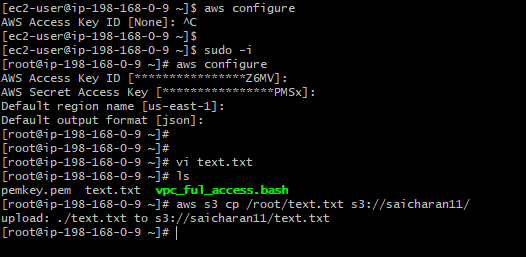 [ec2-user@ip-198-168-0-9 ~]$ aws configure
AWS Access Key ID [None]: ^C
[ec2-user@ip-198-168-0-9 ~]$
[ec2-user@ip-198-168-0-9 ~]$ sudo -i
[root@ip-198-168-0-9 ~]# aws configure
AWS Access Key ID [****************Z6MV]:
AWS Secret Access Key [****************PMSx]:
Default region name [us-east-1]:
Default output format [json]:
[root@ip-198-168-0-9 ~]#
[root@ip-198-168-0-9 ~]#
[root@ip-198-168-0-9 ~]# vi text.txt
[root@ip-198-168-0-9 ~]# ls
pemkey.pem  text.txt  vpc_ful_access.bash
[root@ip-198-168-0-9 ~]# aws s3 cp /root/text.txt s3://saicharan11/
upload: ./text.txt to s3://saicharan11/text.txt
[root@ip-198-168-0-9 ~]#